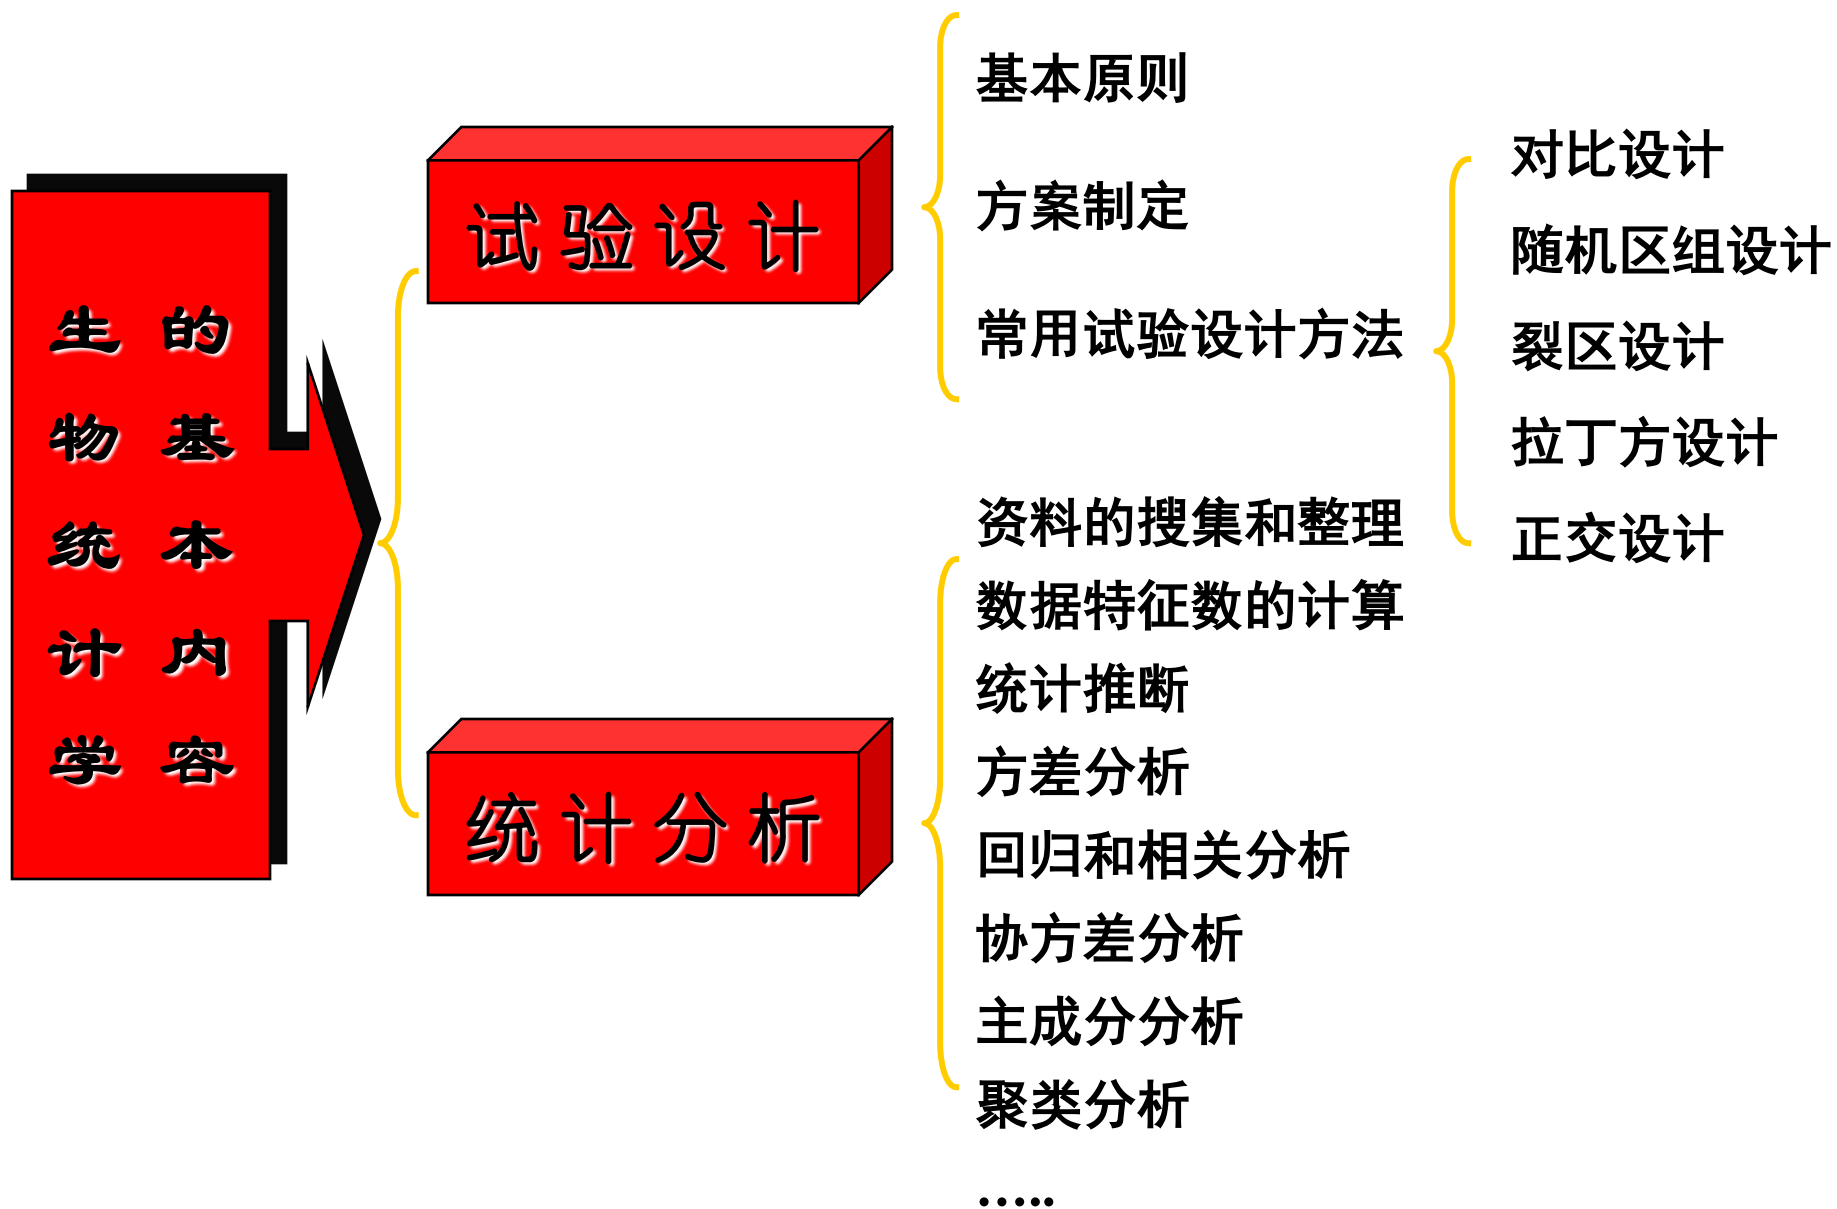 生物统计学
的基本内容
试验设计
基本原则
方案制定
常用试验设计方法
对比设计
随机区组设计
裂区设计
拉丁方设计
正交设计
统计分析
资料的搜集和整理
数据特征数的计算
统计推断
方差分析
回归和相关分析
协方差分析
主成分分析
聚类分析
…..